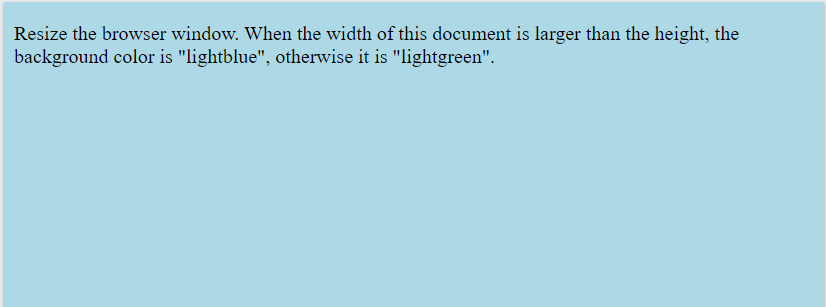 Resize the browser window. When the width of this document is larger than the height, the
background color is "lightblue", otherwise it is "lightgreen".